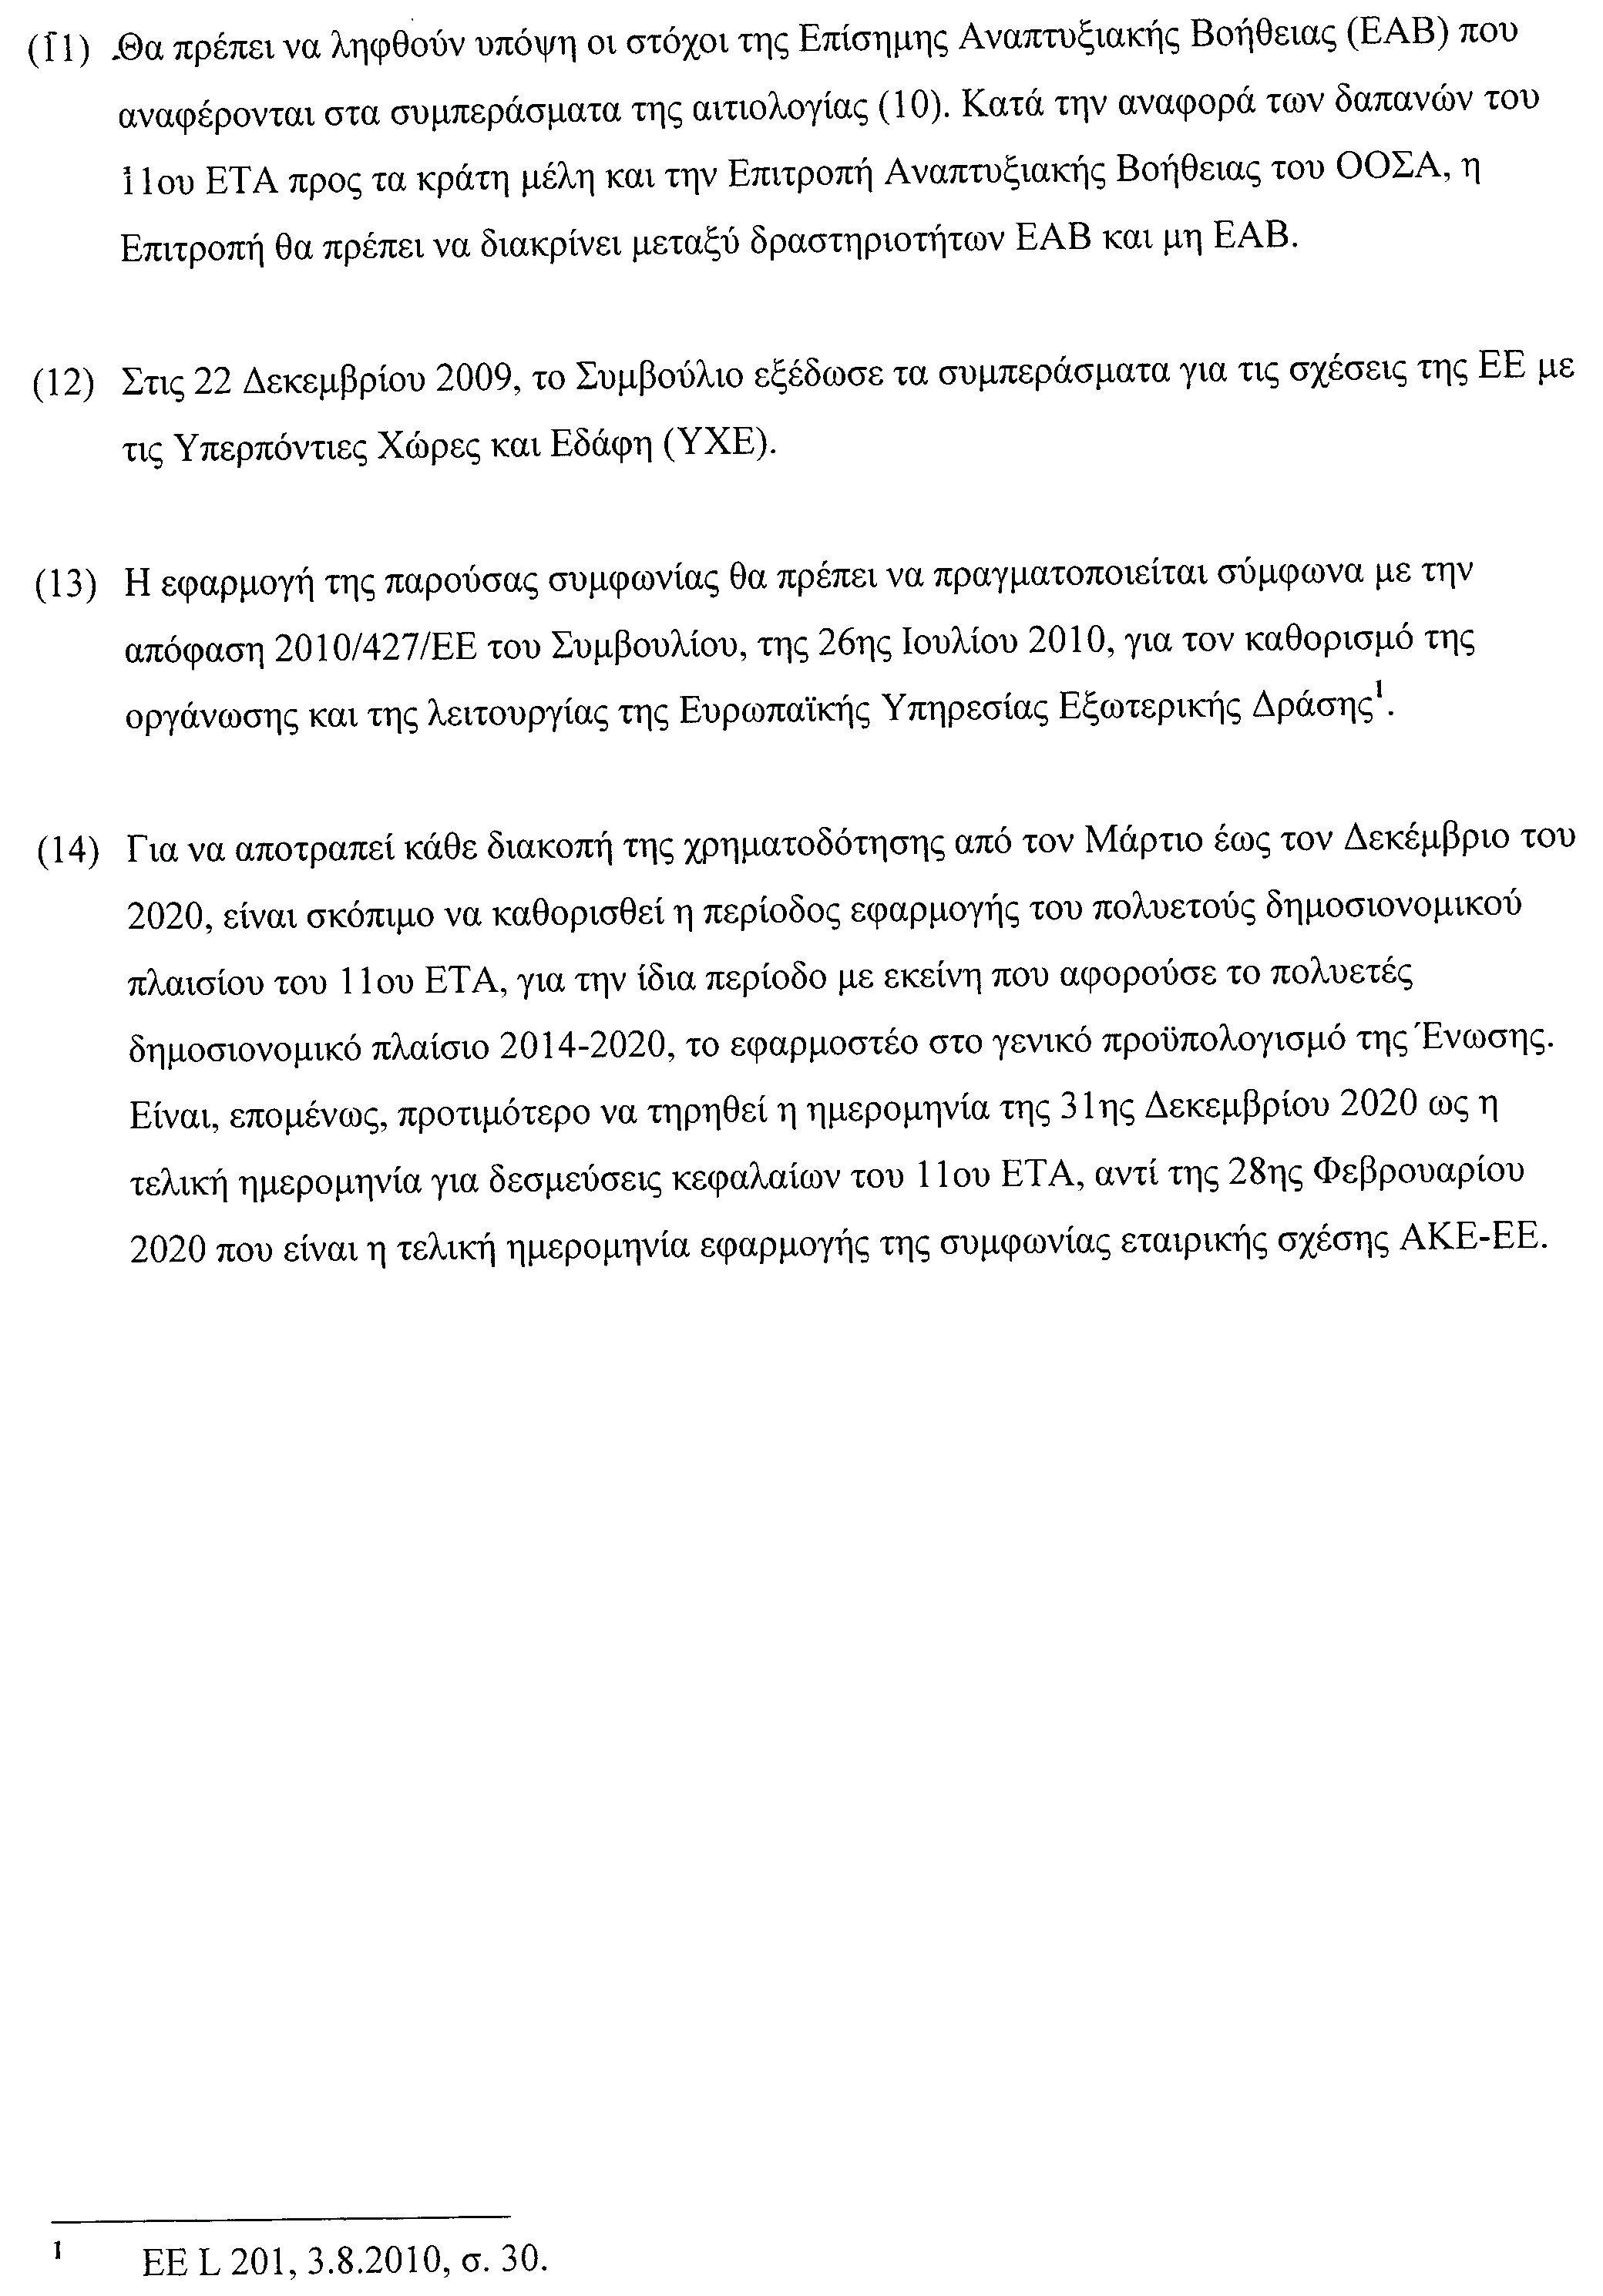 (11) Θα πρέπει να ληφθούν υπόψη οι στόχοι της Επίσημης Αναπτυξιακής Βοήθειας (ΕΑΒ) που
αναφέρονται στα συμπεράσματα της αιτιολογίας (10). Κατά την αναφορά των δαπανών του
11ου ΕΤΑ προς τα κράτη μέλη και την Επιτροπή Αναπτυξιακής Βοήθειας του ΟΟΣΑ, η
Επιτροπή θα πρέπει να διακρίνει μεταξύ δραστηριοτήτων ΕΑΒ και μη ΕΑΒ.
(12) Στις 22 Δεκεμβρίου 2009, το Συμβούλιο εξέδωσε τα συμπεράσματα για τις σχέσεις της ΕΕ με
τις Υπερπόντιες Χώρες και Εδάφη (ΥΧΕ).
(13) Η εφαρμογή της παρούσας συμφωνίας θα πρέπει να πραγματοποιείται σύμφωνα με την
απόφαση 2010/427/ΕΕ του Συμβουλίου, της 26ης Ιουλίου 2010, για τον καθορισμό της
οργάνωσης και της λειτουργίας της Ευρωπαϊκής Υπηρεσίας Εξωτερικής Δράσης¹.
(14) Για να αποτραπεί κάθε διακοπή της χρηματοδότησης από τον Μάρτιο έως τον Δεκέμβριο του
2020, είναι σκόπιμο να καθορισθεί η περίοδος εφαρμογής του πολυετούς δημοσιονομικού
πλαισίου του 11ου ΕΤΑ, για την ίδια περίοδο με εκείνη που αφορούσε το πολυετές
δημοσιονομικό πλαίσιο 2014-2020, το εφαρμοστέο στο γενικό προϋπολογισμό της Ένωσης.
Είναι, επομένως, προτιμότερο να τηρηθεί η ημερομηνία της 31ης Δεκεμβρίου 2020 ως η
τελική ημερομηνία για δεσμεύσεις κεφαλαίων του 11ου ΕΤΑ, αντί της 28ης Φεβρουαρίου
2020 που είναι η τελική ημερομηνία εφαρμογής της συμφωνίας εταιρικής σχέσης ΑΚΕ-ΕΕ.
¹ ΕΕ L 201, 3.8.2010, σ. 30.